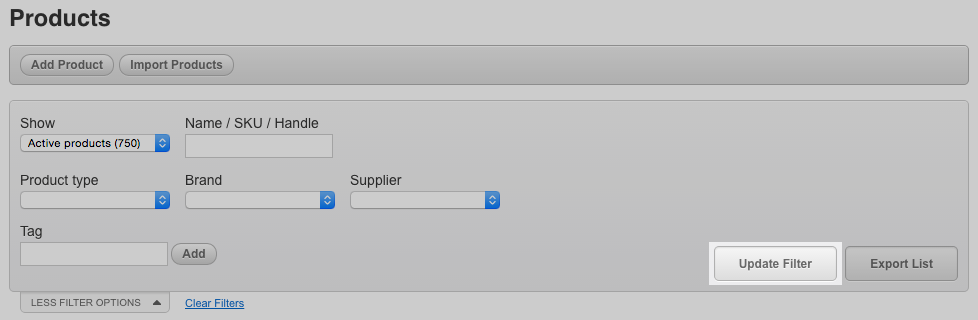 Products
Add Product Import Products
Show Name / SKU / Handle
Active products (750)
Product type Brand Supplier
Tag
Add
Update Filter Export List
LESS FILTER OPTIONS Clear Filters